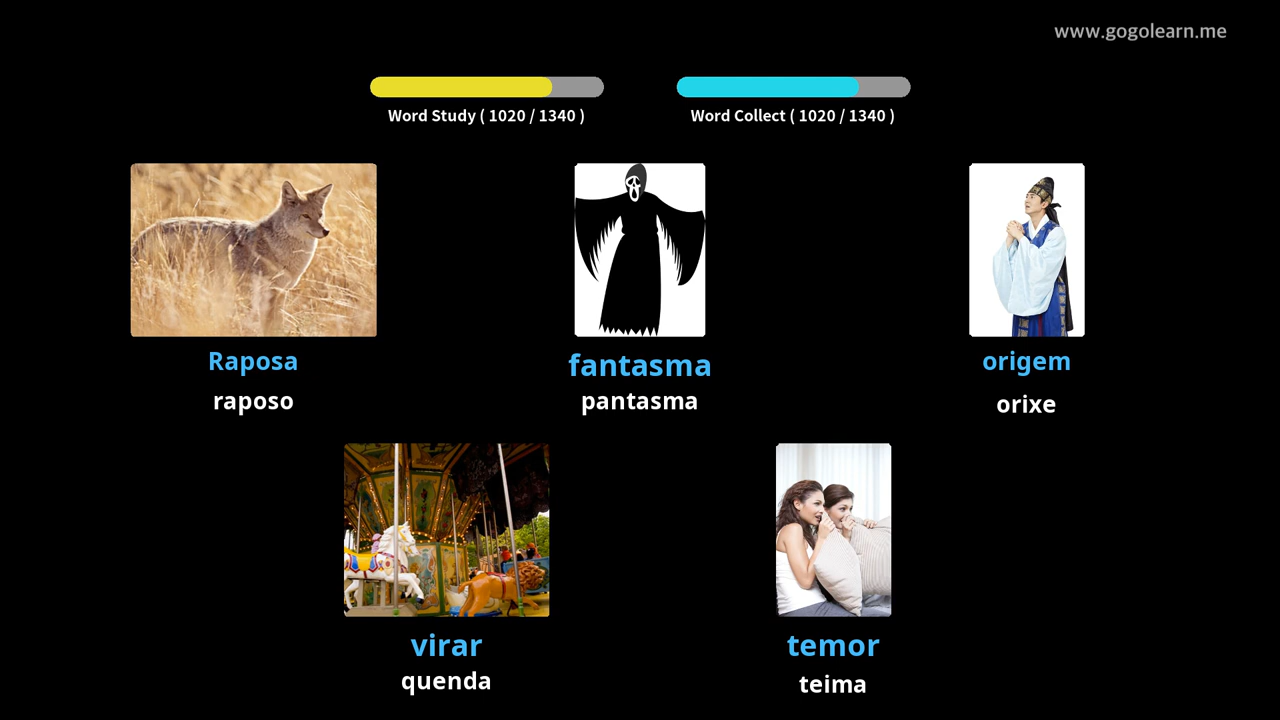 www.gogolearn.me
Word Study ( 1020 / 1340 )
Word Collect ( 1020 / 1340 )
Raposa
raposo
fantasma
pantasma
origem
orixe
virar
quenda
temor
teima